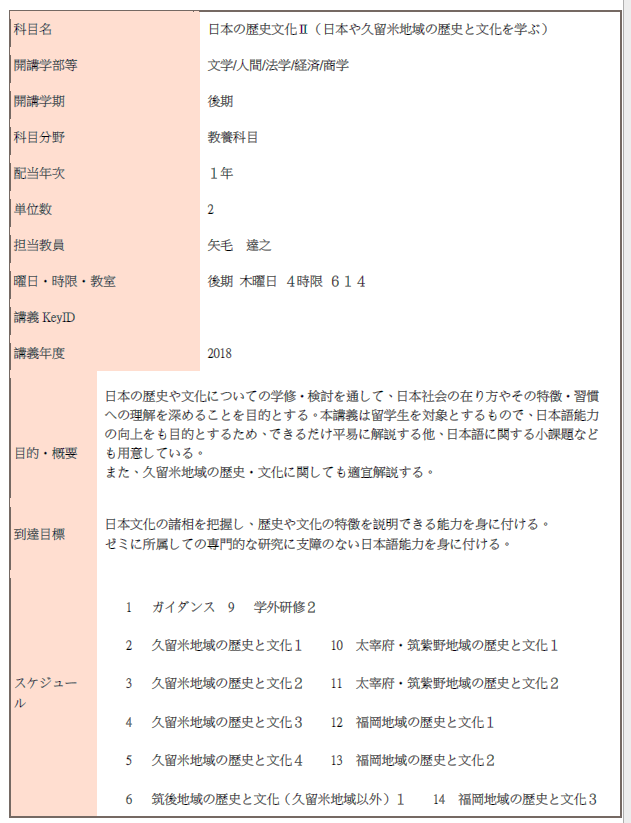 科目名 日本の歴史文化Ⅱ（日本や久留米地域の歴史と文化を学ぶ）
開講学部等 文学/人間/法学/経済/商学
開講学期 後期
科目分野 教養科目
配当年次 １年
単位数 2
担当教員 矢毛　達之
曜日・時限・教室 後期 木曜日 ４時限 ６１４
講義 KeyID
講義年度 2018
目的・概要
日本の歴史や文化についての学修・検討を通して、日本社会の在り方やその特徴・習慣
への理解を深めることを目的とする。本講義は留学生を対象とするもので、日本語能力
の向上をも目的とするため、できるだけ平易に解説する他、日本語に関する小課題など
も用意している。
また、久留米地域の歴史・文化に関しても適宜解説する。
到達目標
日本文化の諸相を把握し、歴史や文化の特徴を説明できる能力を身に付ける。
ゼミに所属しての専門的な研究に支障のない日本語能力を身に付ける。
スケジュー
ル
1 ガイダンス 9 学外研修２
2 久留米地域の歴史と文化１ 10 太宰府・筑紫野地域の歴史と文化１
3 久留米地域の歴史と文化２ 11 太宰府・筑紫野地域の歴史と文化２
4 久留米地域の歴史と文化３ 12 福岡地域の歴史と文化１
5 久留米地域の歴史と文化４ 13 福岡地域の歴史と文化２
6 筑後地域の歴史と文化（久留米地域以外）１ 14 福岡地域の歴史と文化３